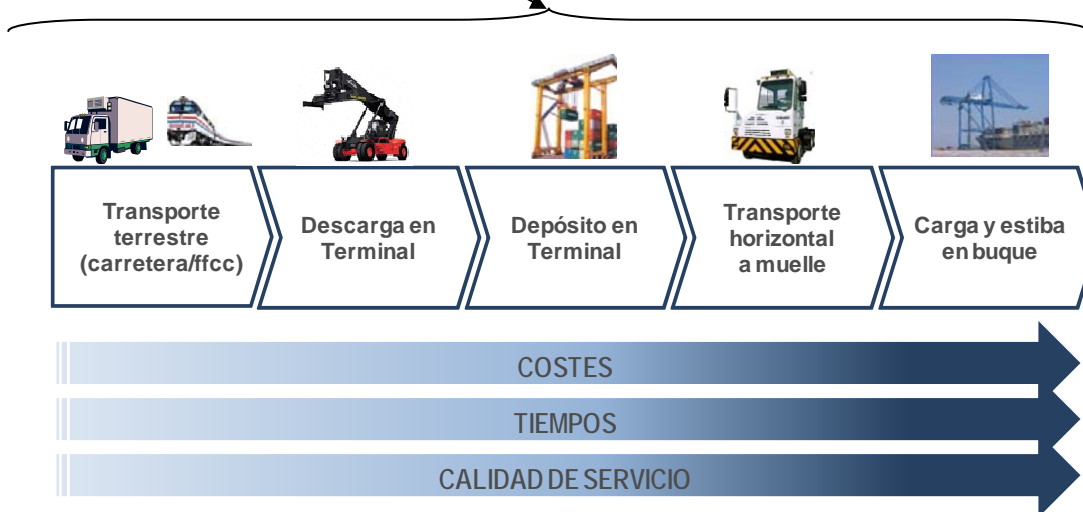 Transporte
terrestre
(carretera/ffcc)
Descarga en
Terminal
Depósito en
Terminal
Transporte
horizontal
a muelle
Carga y estiba
en buque
COSTES
TIEMPOS
CALIDAD DE SERVICIO